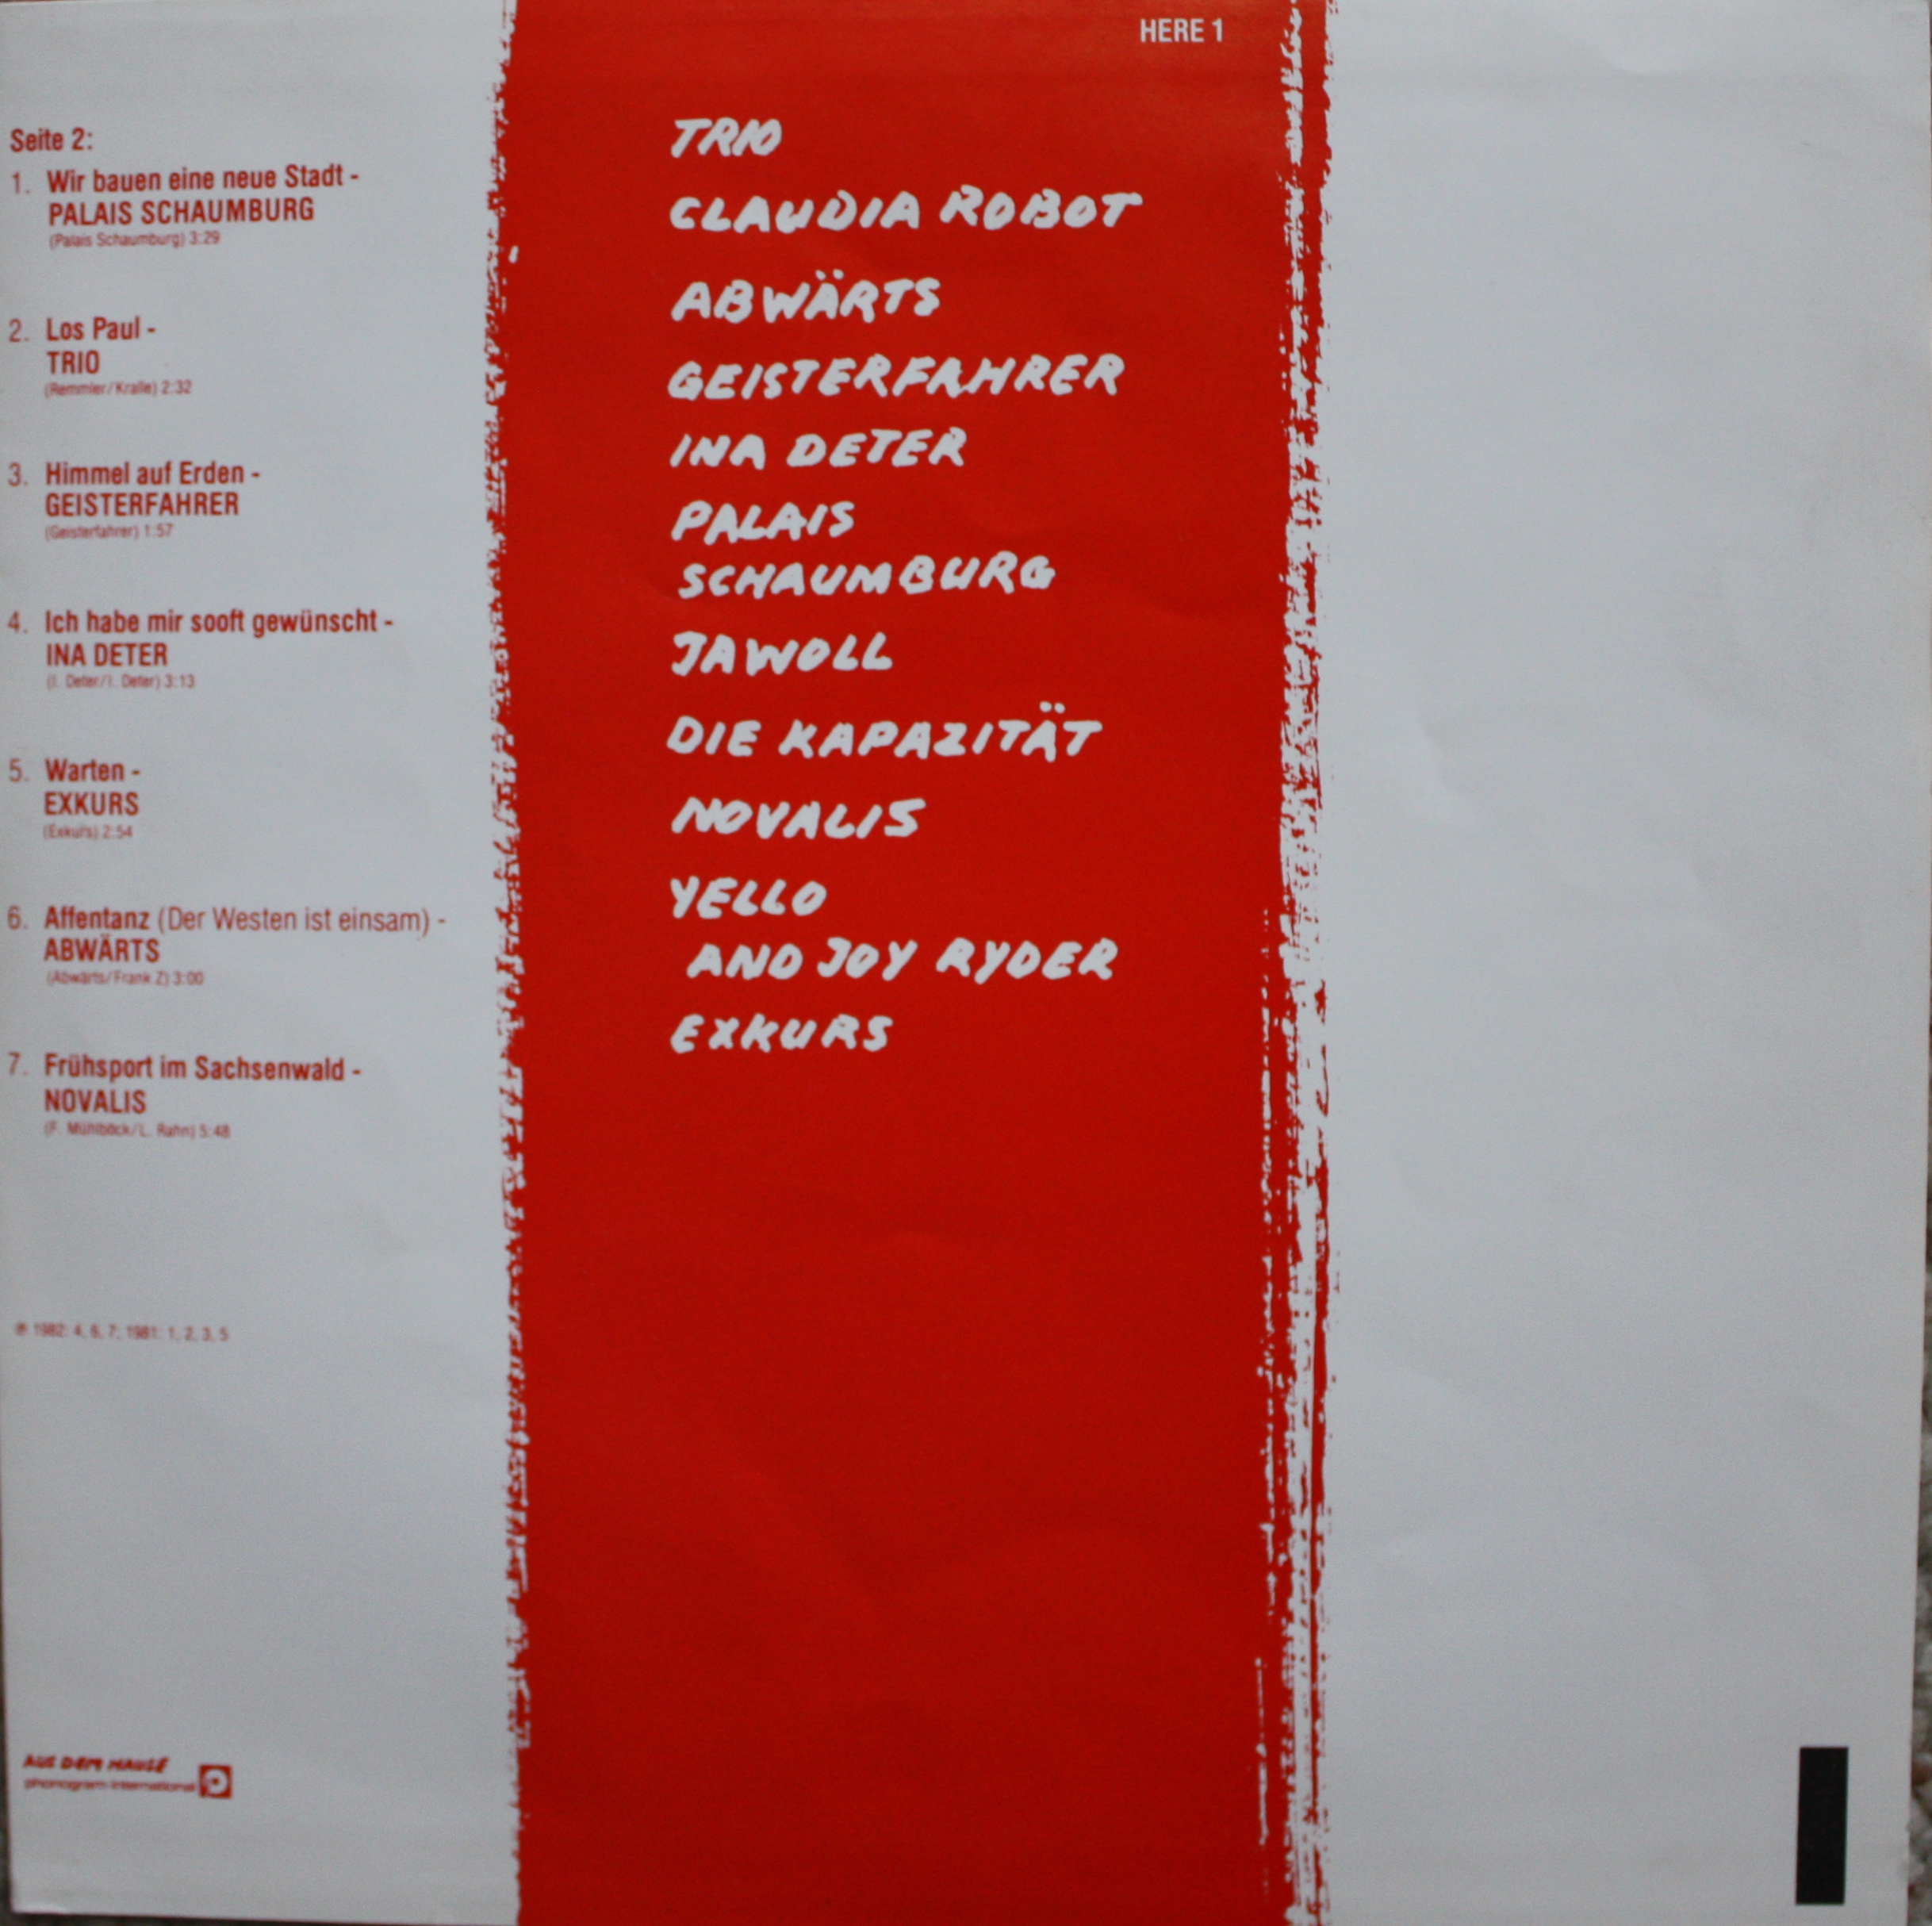 HERE 1
Seite 2:
1. Wir bauen eine neue Stadt -
PALAIS SCHAUMBURG
(Palais Schaumburg) 3:29
2. Los Paul -
TRIO
(Remmler/Kralle) 2:32
3. Himmel auf Erden -
GEISTERFAHRER
(Geisterfahrer) 1:57
4. Ich habe mir sooft gewünscht -
INA DETER
(I. Deter/I. Deter) 3:13
5. Warten -
EXKURS
(Exkurs) 2:54
6. Affentanz (Der Westen ist einsam) -
ABWÄRTS
(Abwärts/Frank Z) 3:00
7. Frühsport im Sachsenwald -
NOVALIS
(F. Mühlböck/L. Rahn) 5:48
℗ 1982: 4, 6, 7; 1981: 1, 2, 3, 5
AUS DEM HAUSE
phonogram international
TRIO
CLAUDIA ROBOT
ABWÄRTS
GEISTERFAHRER
INA DETER
PALAIS
SCHAUMBURG
JAWOLL
DIE KAPAZITÄT
NOVALIS
YELLO
AND JOY RYDER
EXKURS